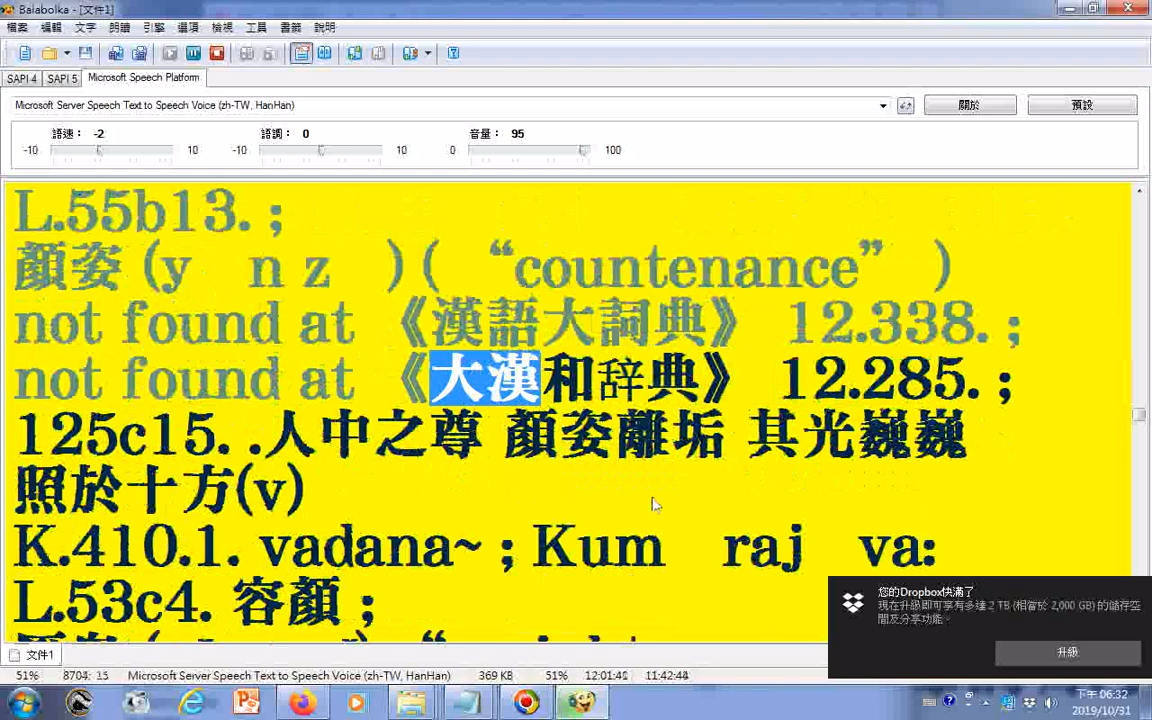 Balabolka - [文件1]
檔案 編輯 文字 朗讀 引擎 選項 檢視 工具 書籤 說明
SAPI 4 SAPI 5 Microsoft Speech Platform
Microsoft Server Speech Text to Speech Voice (zh-TW, HanHan) 關於 預設
語速： -2 語調： 0 音量： 95
-10 10 -10 10 0 100
L.55b13. ;
顏姿 (y n z )( “countenance” )
not found at 《漢語大詞典》 12.338. ;
not found at 《大漢和辞典》 12.285. ;
125c15. .人中之尊 顏姿離垢 其光巍巍
照於十方(v)
K.410.1. vadana~ ; Kum raj va:
L.53c4. 容顏 ;
您的Dropbox快滿了
現在升級即可享有多達 2 TB (相當於 2,000 GB) 的儲存空
間及分享功能。
升級
文件1
51% 8704: 15 Microsoft Server Speech Text to Speech Voice (zh-TW, HanHan) 369 KB 51% 12:01:41 11:42:44
下午 06:32
2019/10/31